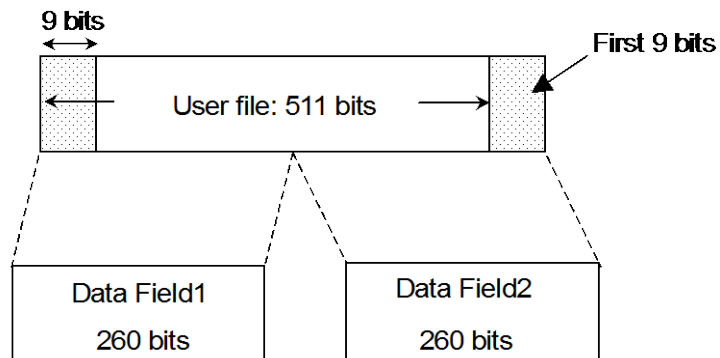 9 bits
First 9 bits
User file: 511 bits
Data Field1
260 bits
Data Field2
260 bits